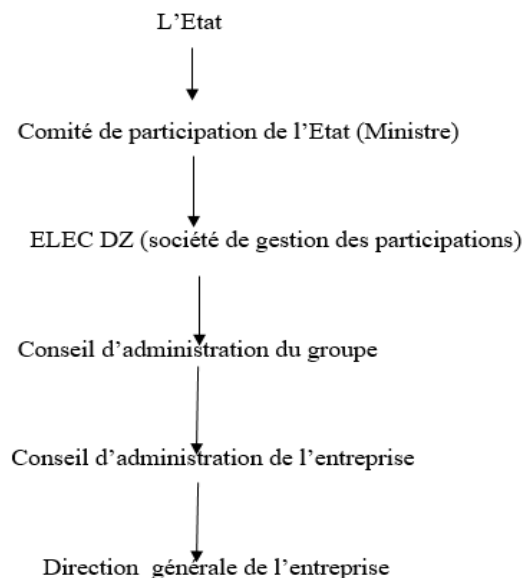 L’Etat
Comité de participation de l’Etat (Ministre)
ELEC DZ (société de gestion des participations)
Conseil d’administration du groupe
Conseil d’administration de l’entreprise
Direction générale de l’entreprise